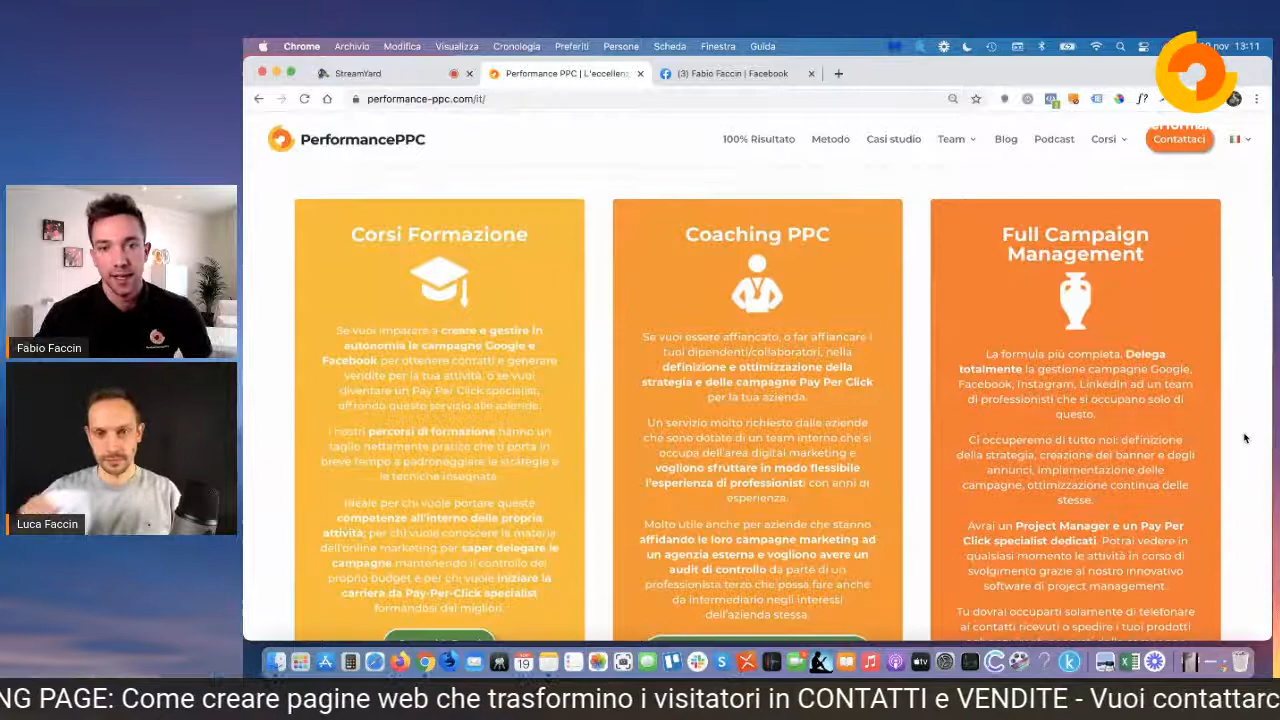 Chrome Archivio Modifica Visualizza Cronologia Preferiti Persone Scheda Finestra Guida
nov 13:11
StreamYard
Performance PPC | L'eccellenz
(3) Fabio Faccin | Facebook
performance-ppc.com/it/
PerformancePPC
100% Risultato Metodo Casi studio Team Blog Podcast Corsi Contattaci
Corsi Formazione
Se vuoi imparare a creare e gestire in
autonomia le campagne Google e
Facebook per ottenere contatti e generare
vendite per la tua attività, o se vuoi
diventare un Pay Per Click specialist,
offrendo questo servizio alle aziende.
I nostri percorsi di formazione hanno un
taglio nettamente pratico che ti porta in
breve tempo a padroneggiare le strategie e
le tecniche insegnate.
Ideale per chi vuole portare queste
competenze all'interno della propria
attività; per chi vuole conoscere la materia
dell'online marketing per saper delegare le
campagne mantenendo il controllo del
proprio budget e per chi vuole iniziare la
carriera da Pay-Per-Click specialist
formandosi dai migliori.
Coaching PPC
Se vuoi essere affiancato, o far affiancare i
tuoi dipendenti/collaboratori, nella
definizione e ottimizzazione della
strategia e delle campagne Pay Per Click
per la tua azienda.
Un servizio molto richiesto dalle aziende
che sono dotate di un team interno che si
occupa dell'area digital marketing e
vogliono sfruttare in modo flessibile
l'esperienza di professionisti con anni di
esperienza.
Molto utile anche per aziende che stanno
affidando le loro campagne marketing ad
un agenzia esterna e vogliono avere un
audit di controllo da parte di un
professionista terzo che possa fare anche
da intermediario negli interessi
dell'azienda stessa.
Full Campaign
Management
La formula più completa. Delega
totalmente la gestione campagne Google,
Facebook, Instagram, LinkedIn ad un team
di professionisti che si occupano solo di
questo.
Ci occuperemo di tutto noi: definizione
della strategia, creazione dei banner e degli
annunci, implementazione delle
campagne, ottimizzazione continua delle
stesse.
Avrai un Project Manager e un Pay Per
Click specialist dedicati. Potrai vedere in
qualsiasi momento le attività in corso di
svolgimento grazie al nostro innovativo
software di project management.
Tu dovrai occuparti solamente di telefonare
ai contatti ricevuti o spedire i tuoi prodotti
Fabio Faccin
Luca Faccin
NG PAGE: Come creare pagine web che trasformino i visitatori in CONTATTI e VENDITE - Vuoi contattarc